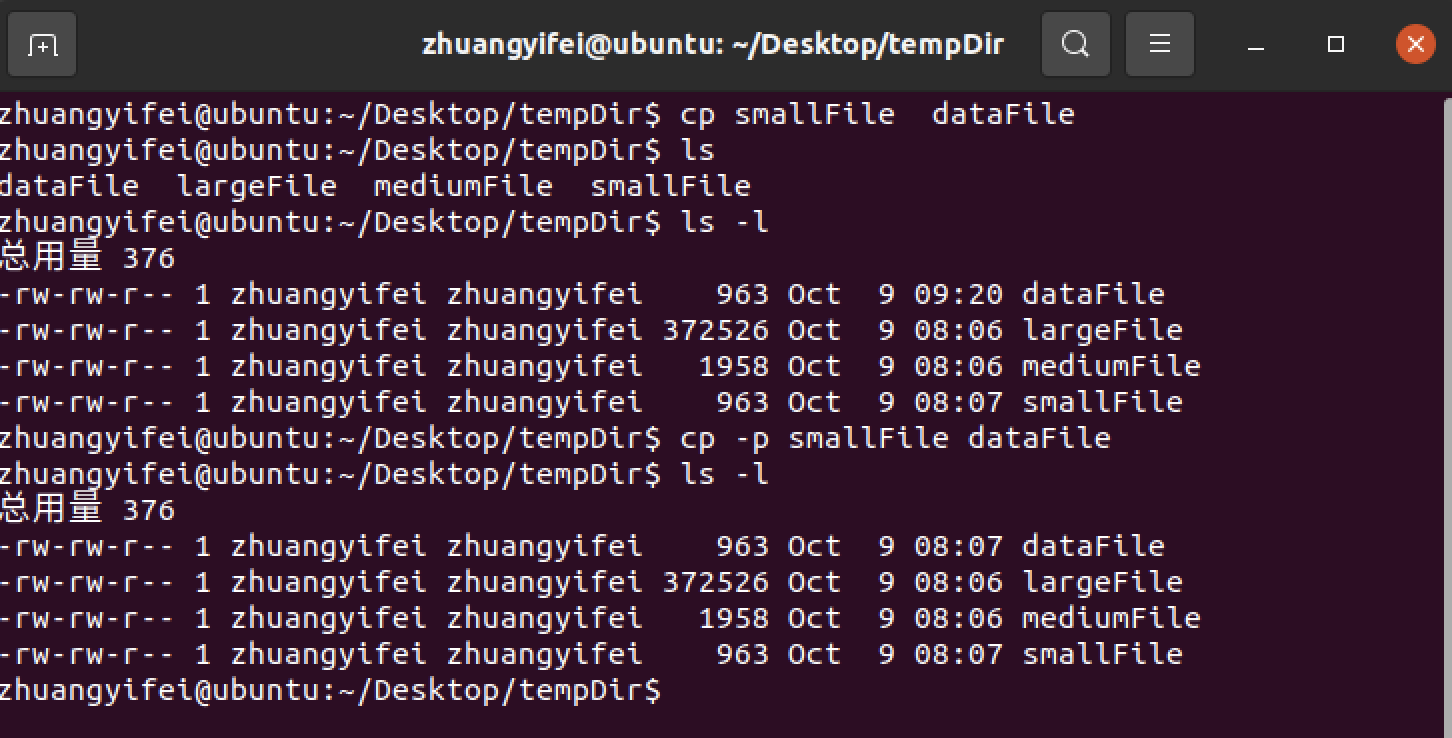 zhuangyifei@ubuntu: ~/Desktop/tempDir
zhuangyifei@ubuntu:~/Desktop/tempDir$ cp smallFile  dataFile
zhuangyifei@ubuntu:~/Desktop/tempDir$ ls
dataFile  largeFile  mediumFile  smallFile
zhuangyifei@ubuntu:~/Desktop/tempDir$ ls -l
总用量 376
-rw-rw-r-- 1 zhuangyifei zhuangyifei    963 Oct  9 09:20 dataFile
-rw-rw-r-- 1 zhuangyifei zhuangyifei 372526 Oct  9 08:06 largeFile
-rw-rw-r-- 1 zhuangyifei zhuangyifei   1958 Oct  9 08:06 mediumFile
-rw-rw-r-- 1 zhuangyifei zhuangyifei    963 Oct  9 08:07 smallFile
zhuangyifei@ubuntu:~/Desktop/tempDir$ cp -p smallFile dataFile
zhuangyifei@ubuntu:~/Desktop/tempDir$ ls -l
总用量 376
-rw-rw-r-- 1 zhuangyifei zhuangyifei    963 Oct  9 08:07 dataFile
-rw-rw-r-- 1 zhuangyifei zhuangyifei 372526 Oct  9 08:06 largeFile
-rw-rw-r-- 1 zhuangyifei zhuangyifei   1958 Oct  9 08:06 mediumFile
-rw-rw-r-- 1 zhuangyifei zhuangyifei    963 Oct  9 08:07 smallFile
zhuangyifei@ubuntu:~/Desktop/tempDir$